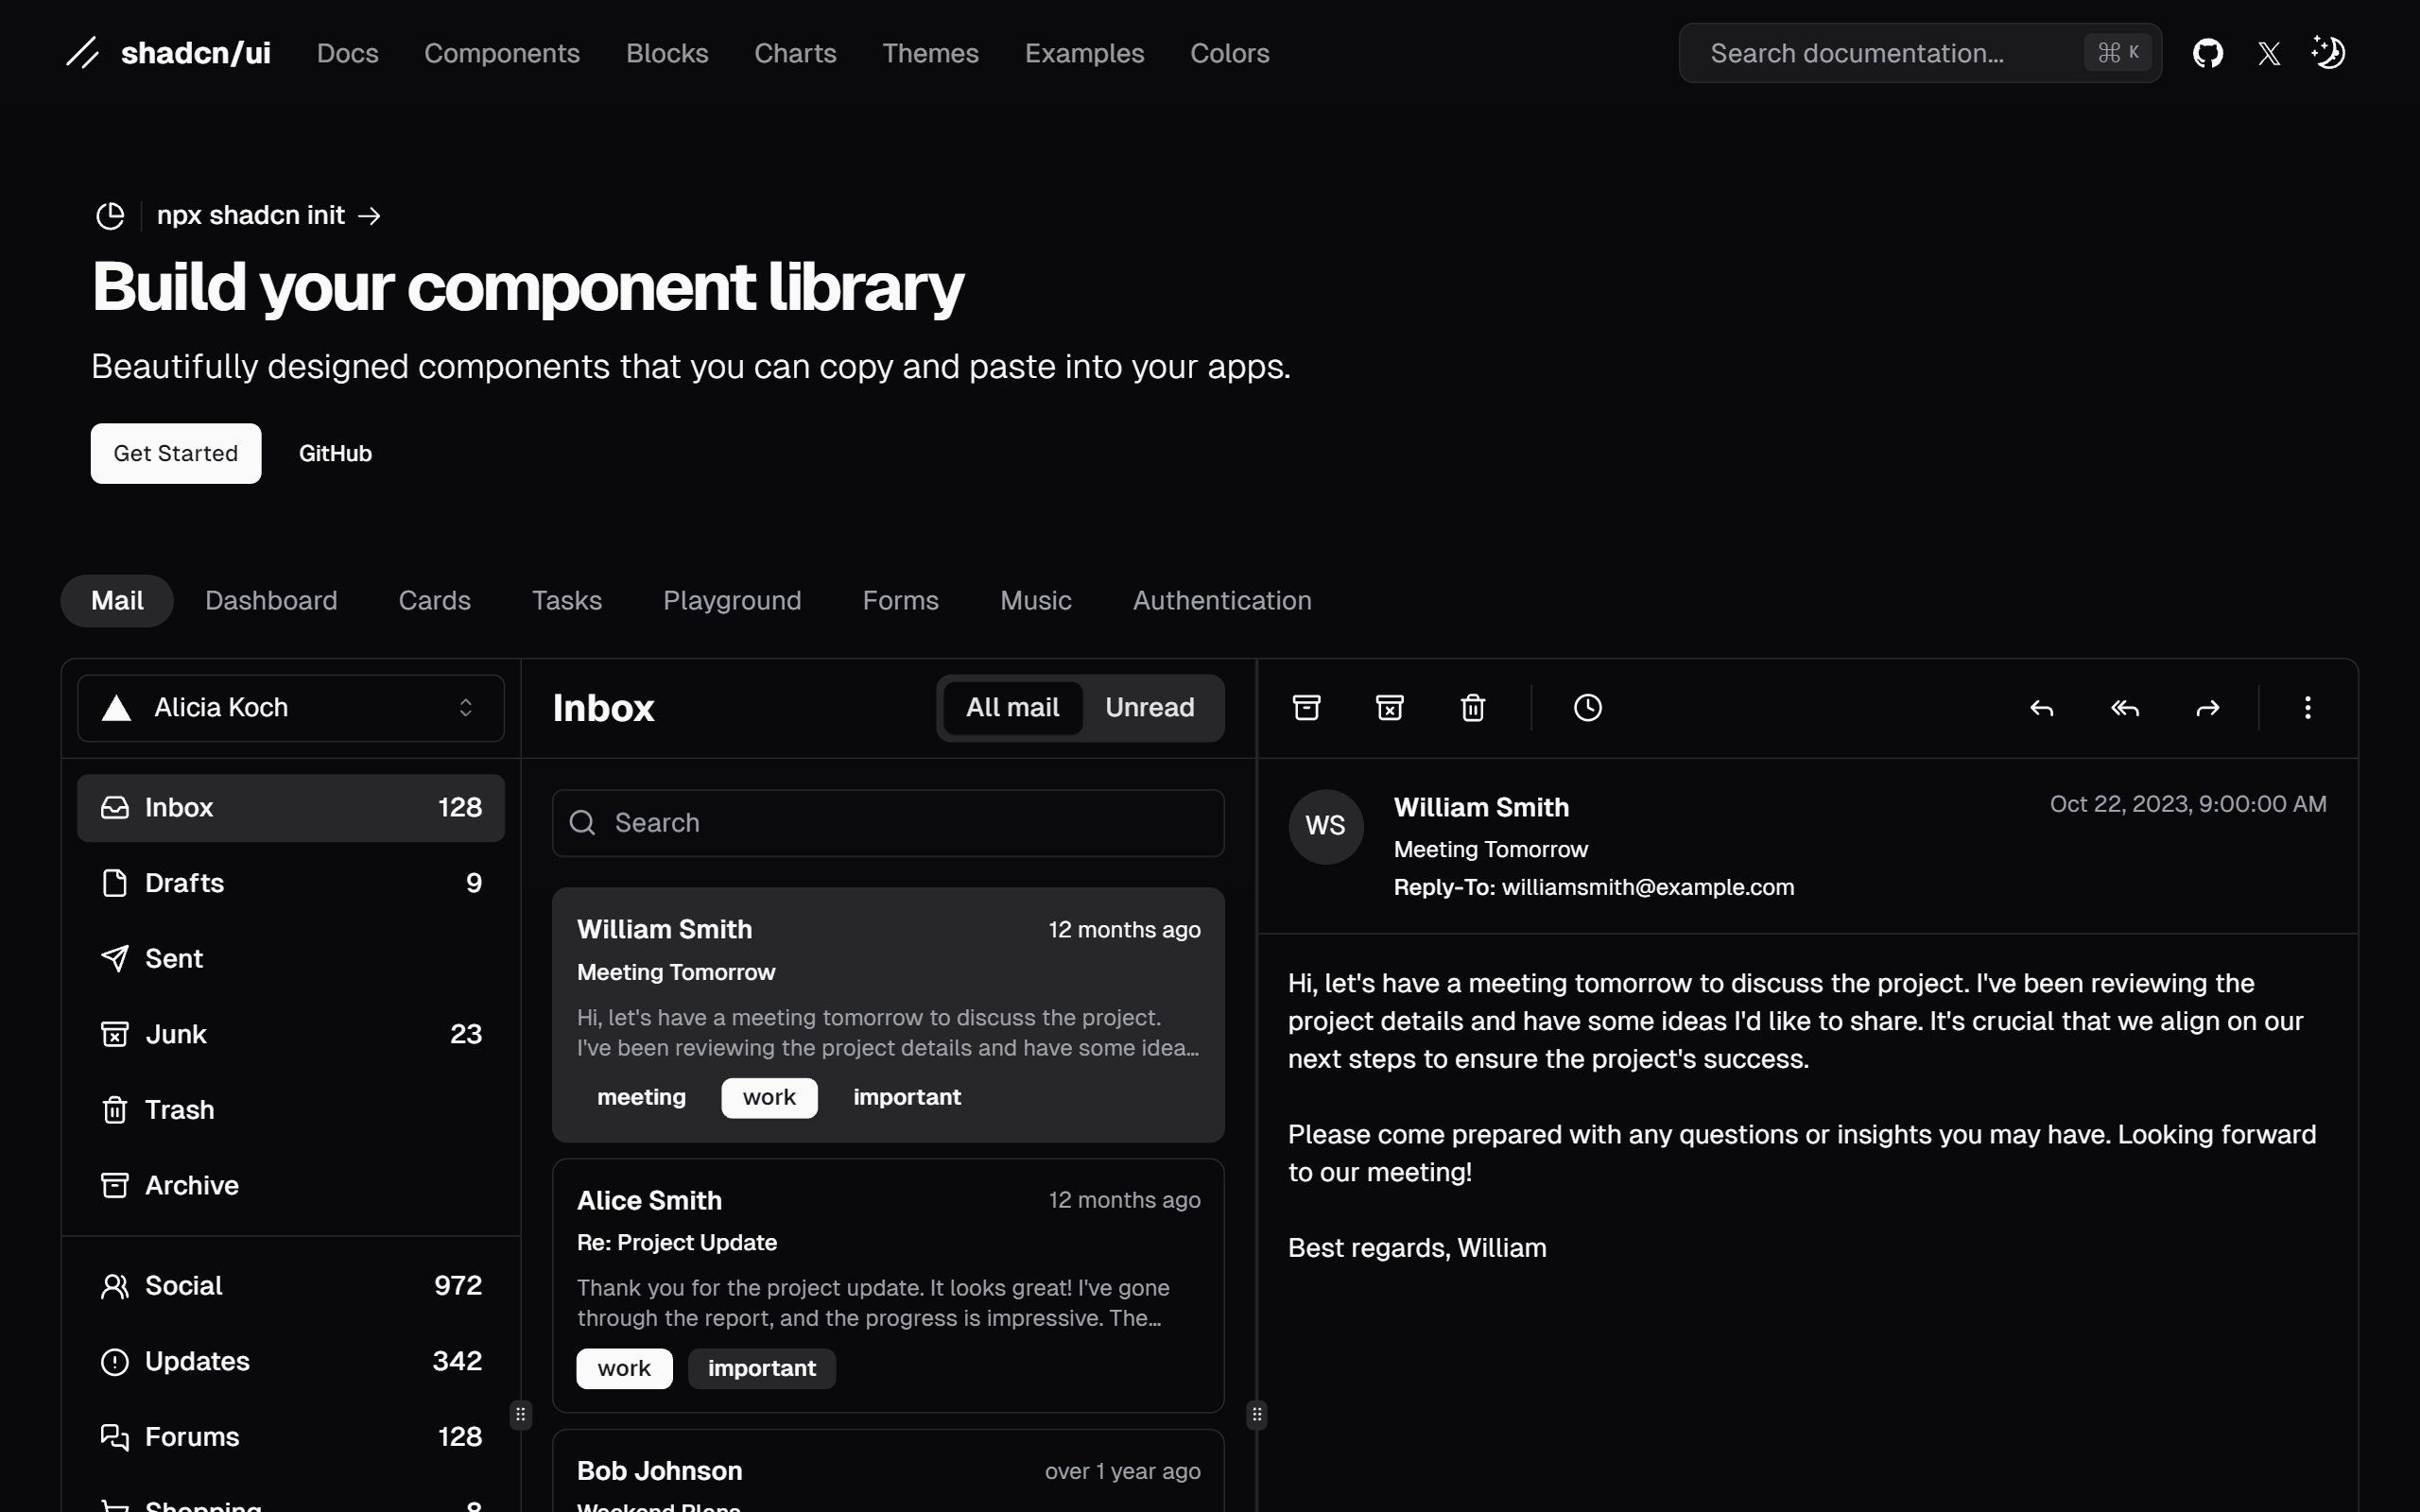 shadcn/ui Docs Components Blocks Charts Themes Examples Colors Search documentation... ⌘ K
npx shadcn init →
Build your component library
Beautifully designed components that you can copy and paste into your apps.
Get Started GitHub
Mail Dashboard Cards Tasks Playground Forms Music Authentication
Alicia Koch
Inbox 128
Drafts 9
Sent
Junk 23
Trash
Archive
Social 972
Updates 342
Forums 128
Shopping 8
Inbox All mail Unread
Search
William Smith 12 months ago
Meeting Tomorrow
Hi, let's have a meeting tomorrow to discuss the project.
I've been reviewing the project details and have some idea...
meeting work important
Alice Smith 12 months ago
Re: Project Update
Thank you for the project update. It looks great! I've gone
through the report, and the progress is impressive. The...
work important
Bob Johnson over 1 year ago
Weekend Plans
WS
William Smith Oct 22, 2023, 9:00:00 AM
Meeting Tomorrow
Reply-To: williamsmith@example.com
Hi, let's have a meeting tomorrow to discuss the project. I've been reviewing the
project details and have some ideas I'd like to share. It's crucial that we align on our
next steps to ensure the project's success.
Please come prepared with any questions or insights you may have. Looking forward
to our meeting!
Best regards, William